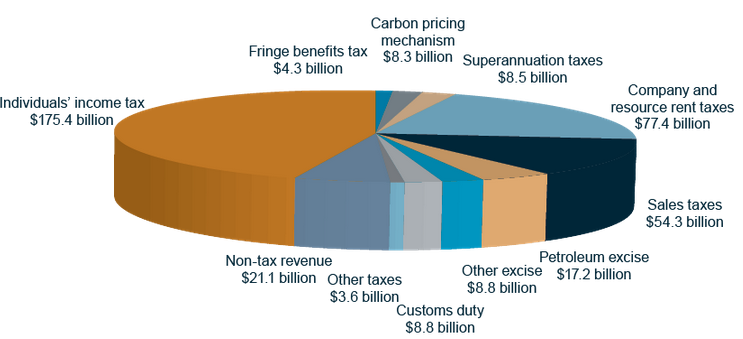 Carbon pricing
mechanism
$8.3 billion
Fringe benefits tax
$4.3 billion
Superannuation taxes
$8.5 billion
Individuals' income tax
$175.4 billion
Company and
resource rent taxes
$77.4 billion
Sales taxes
$54.3 billion
Petroleum excise
$17.2 billion
Other excise
$8.8 billion
Customs duty
$8.8 billion
Other taxes
$3.6 billion
Non-tax revenue
$21.1 billion